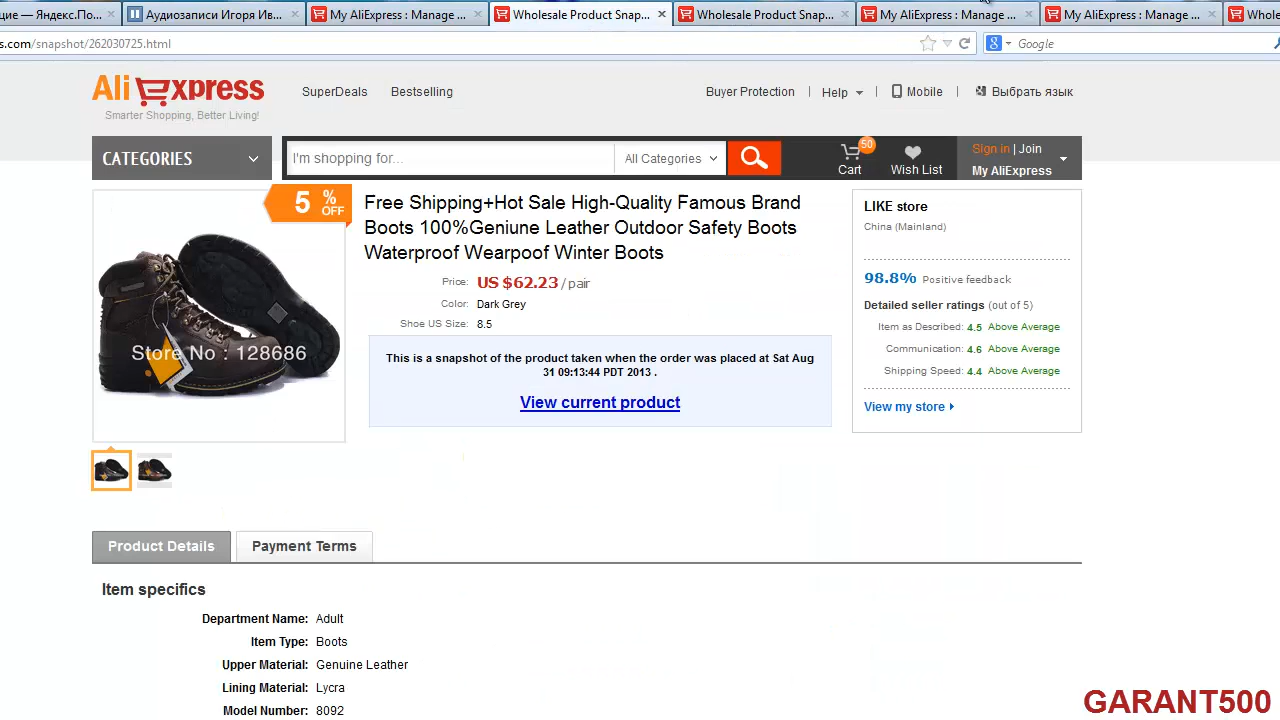 щие — Яндекс.По...
Аудиозаписи Игоря Ив...
My AliExpress : Manage ...
Wholesale Product Snap...
Wholesale Product Snap...
My AliExpress : Manage ...
My AliExpress : Manage ...
Whole
s.com/snapshot/262030725.html
Google
AliExpress
Smarter Shopping, Better Living!
SuperDeals
Bestselling
Buyer Protection
Help
Mobile
Выбрать язык
CATEGORIES
I'm shopping for...
All Categories
50
Cart
Wish List
Sign in | Join
My AliExpress
5 % OFF
Store No : 128686
Free Shipping+Hot Sale High-Quality Famous Brand
Boots 100%Geniune Leather Outdoor Safety Boots
Waterproof Wearpoof Winter Boots
Price: US $62.23 / pair
Color: Dark Grey
Shoe US Size: 8.5
This is a snapshot of the product taken when the order was placed at Sat Aug
31 09:13:44 PDT 2013 .
View current product
LIKE store
China (Mainland)
98.8% Positive feedback
Detailed seller ratings (out of 5)
Item as Described: 4.5 Above Average
Communication: 4.6 Above Average
Shipping Speed: 4.4 Above Average
View my store
Product Details
Payment Terms
Item specifics
Department Name: Adult
Item Type: Boots
Upper Material: Genuine Leather
Lining Material: Lycra
Model Number: 8092
GARANT500